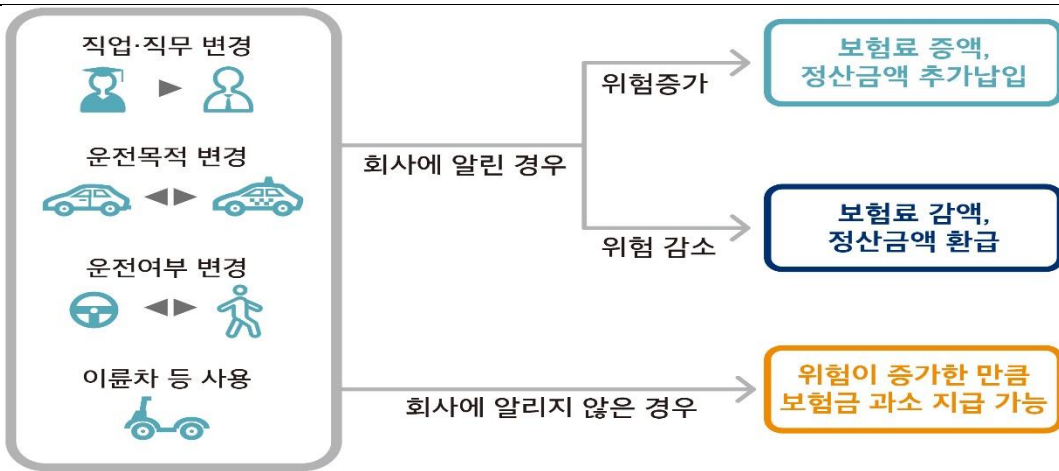 직업·직무 변경
운전목적 변경
운전여부 변경
이륜차 등 사용
회사에 알린 경우
위험증가
보험료 증액,
정산금액 추가납입
위험 감소
보험료 감액,
정산금액 환급
회사에 알리지 않은 경우
위험이 증가한 만큼
보험금 과소 지급 가능